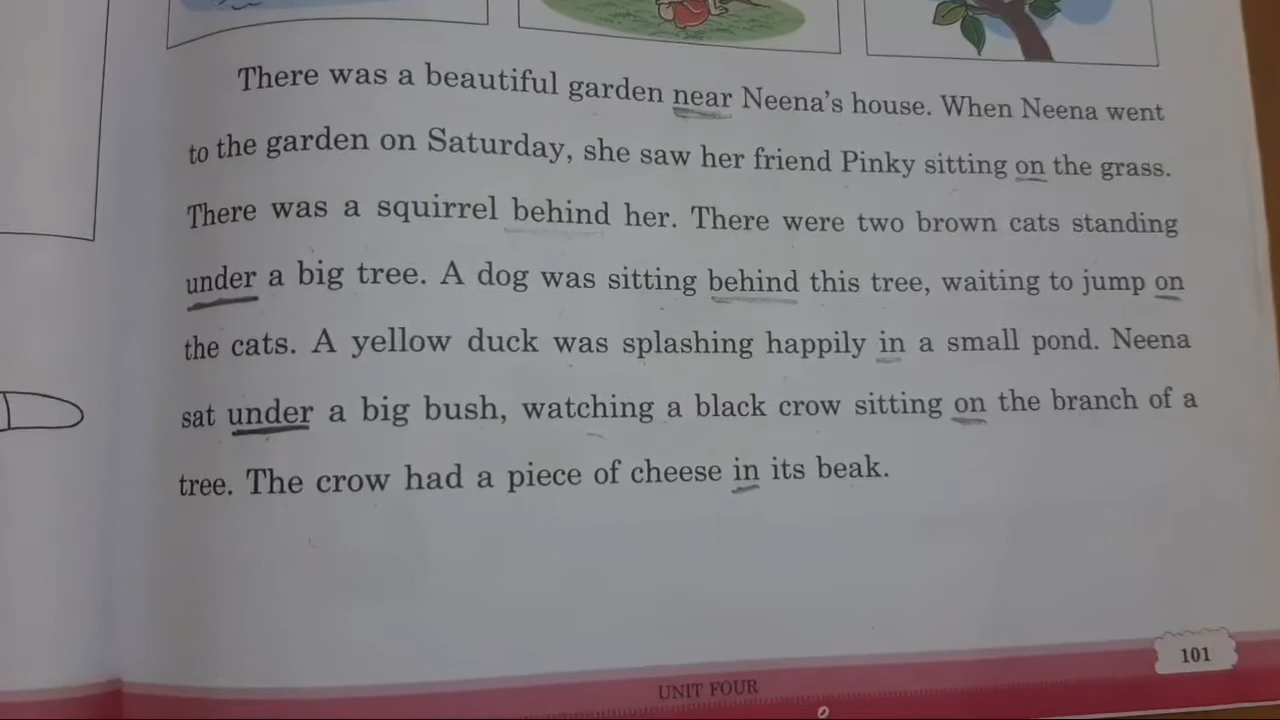 There was a beautiful garden near Neena's house. When Neena went
to the garden on Saturday, she saw her friend Pinky sitting on the grass.
There was a squirrel behind her. There were two brown cats standing
under a big tree. A dog was sitting behind this tree, waiting to jump on
the cats. A yellow duck was splashing happily in a small pond. Neena
sat under a big bush, watching a black crow sitting on the branch of a
tree. The crow had a piece of cheese in its beak.
101
UNIT FOUR